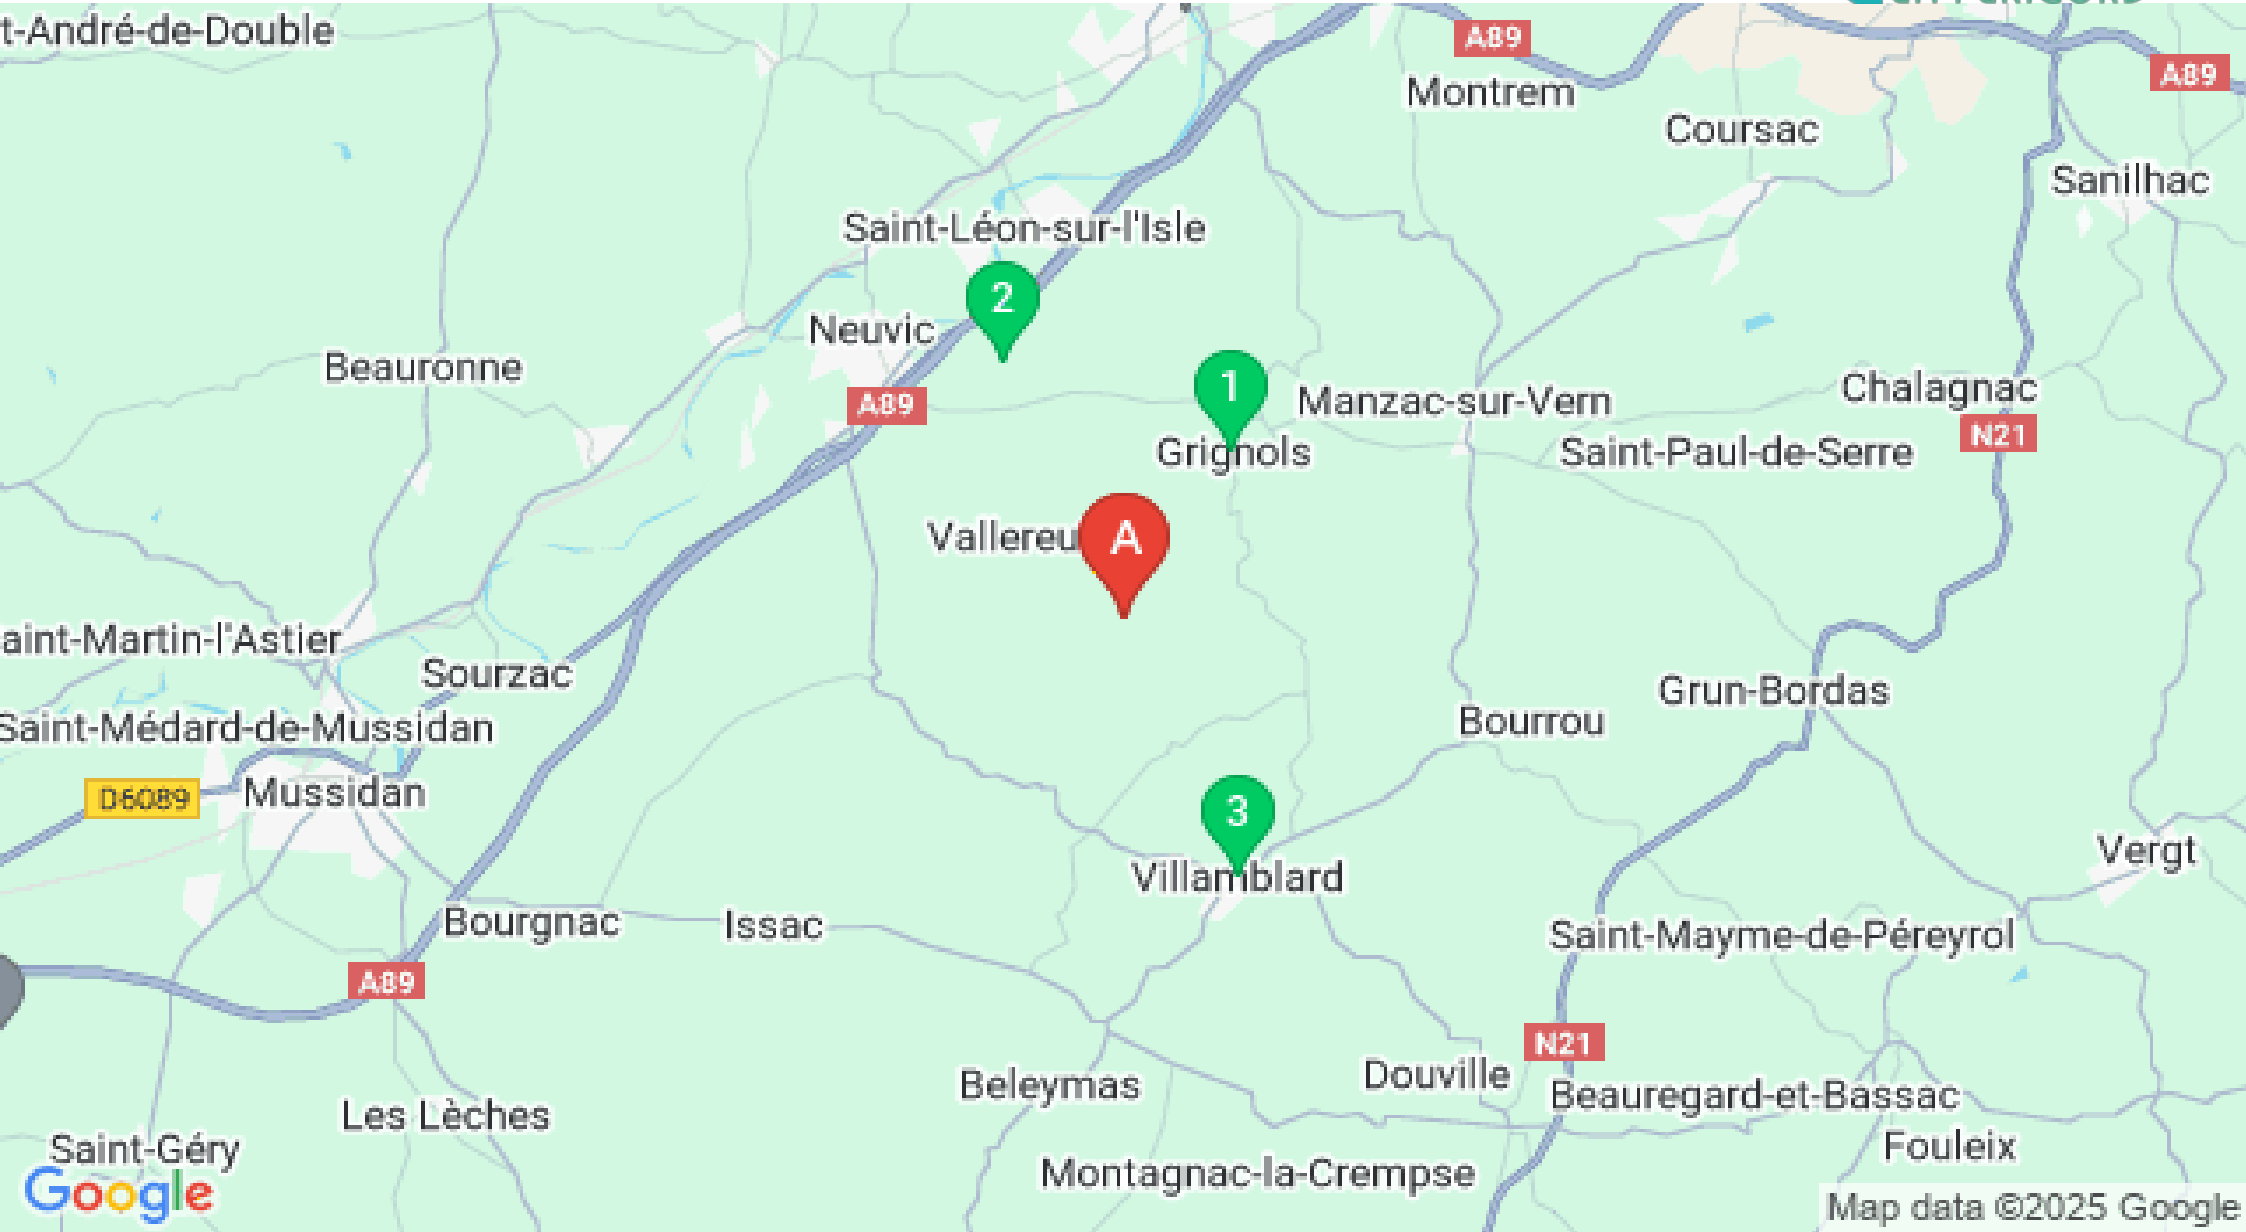 t-André-de-Double
A89
A89
Montrem
Coursac
Sanilhac
Saint-Léon-sur-l'Isle
2
Neuvic
Beauronne
A89
1
Manzac-sur-Vern
Chalagnac
N21
Grignols
Saint-Paul-de-Serre
Vallereu
A
aint-Martin-l'Astier
Sourzac
Grun-Bordas
Saint-Médard-de-Mussidan
Bourrou
D6089
Mussidan
3
Vergt
Villamblard
Bourgnac
Issac
Saint-Mayme-de-Péreyrol
A89
N21
Beleymas
Douville
Beauregard-et-Bassac
Les Lèches
Saint-Géry
Fouleix
Montagnac-la-Crempse
Google
Map data ©2025 Google